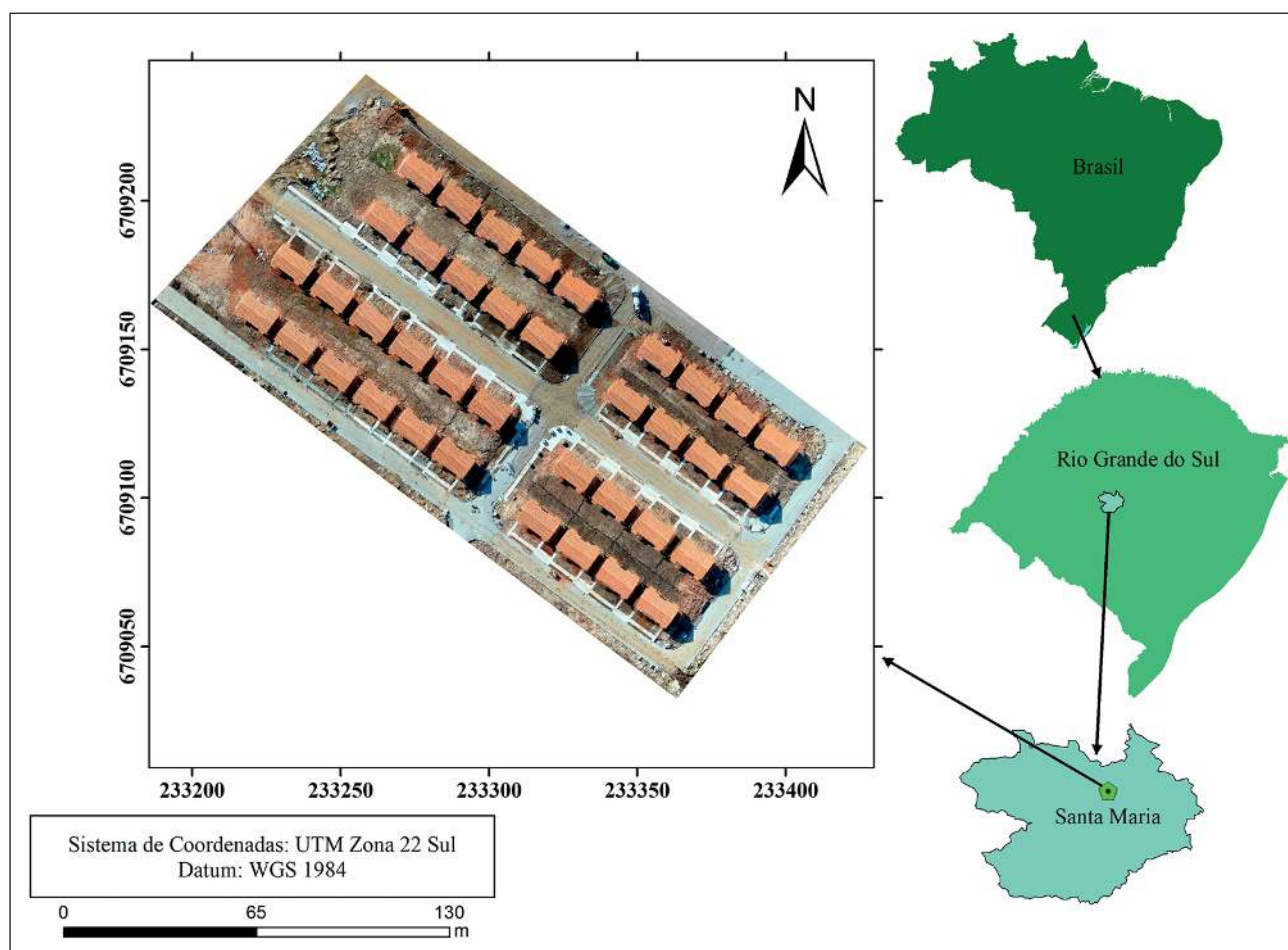 N
Brasil
6709200
6709150
Rio Grande do Sul
6709100
6709050
233200 233250 233300 233350 233400
Santa Maria
Sistema de Coordenadas: UTM Zona 22 Sul
Datum: WGS 1984
0 65 130
m